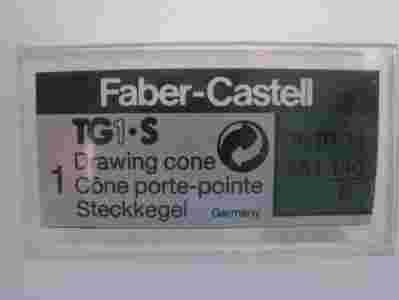 Faber-Castell
TG1·S
1
Drawing cone
Cône porte-pointe
Steckkegel
Germany